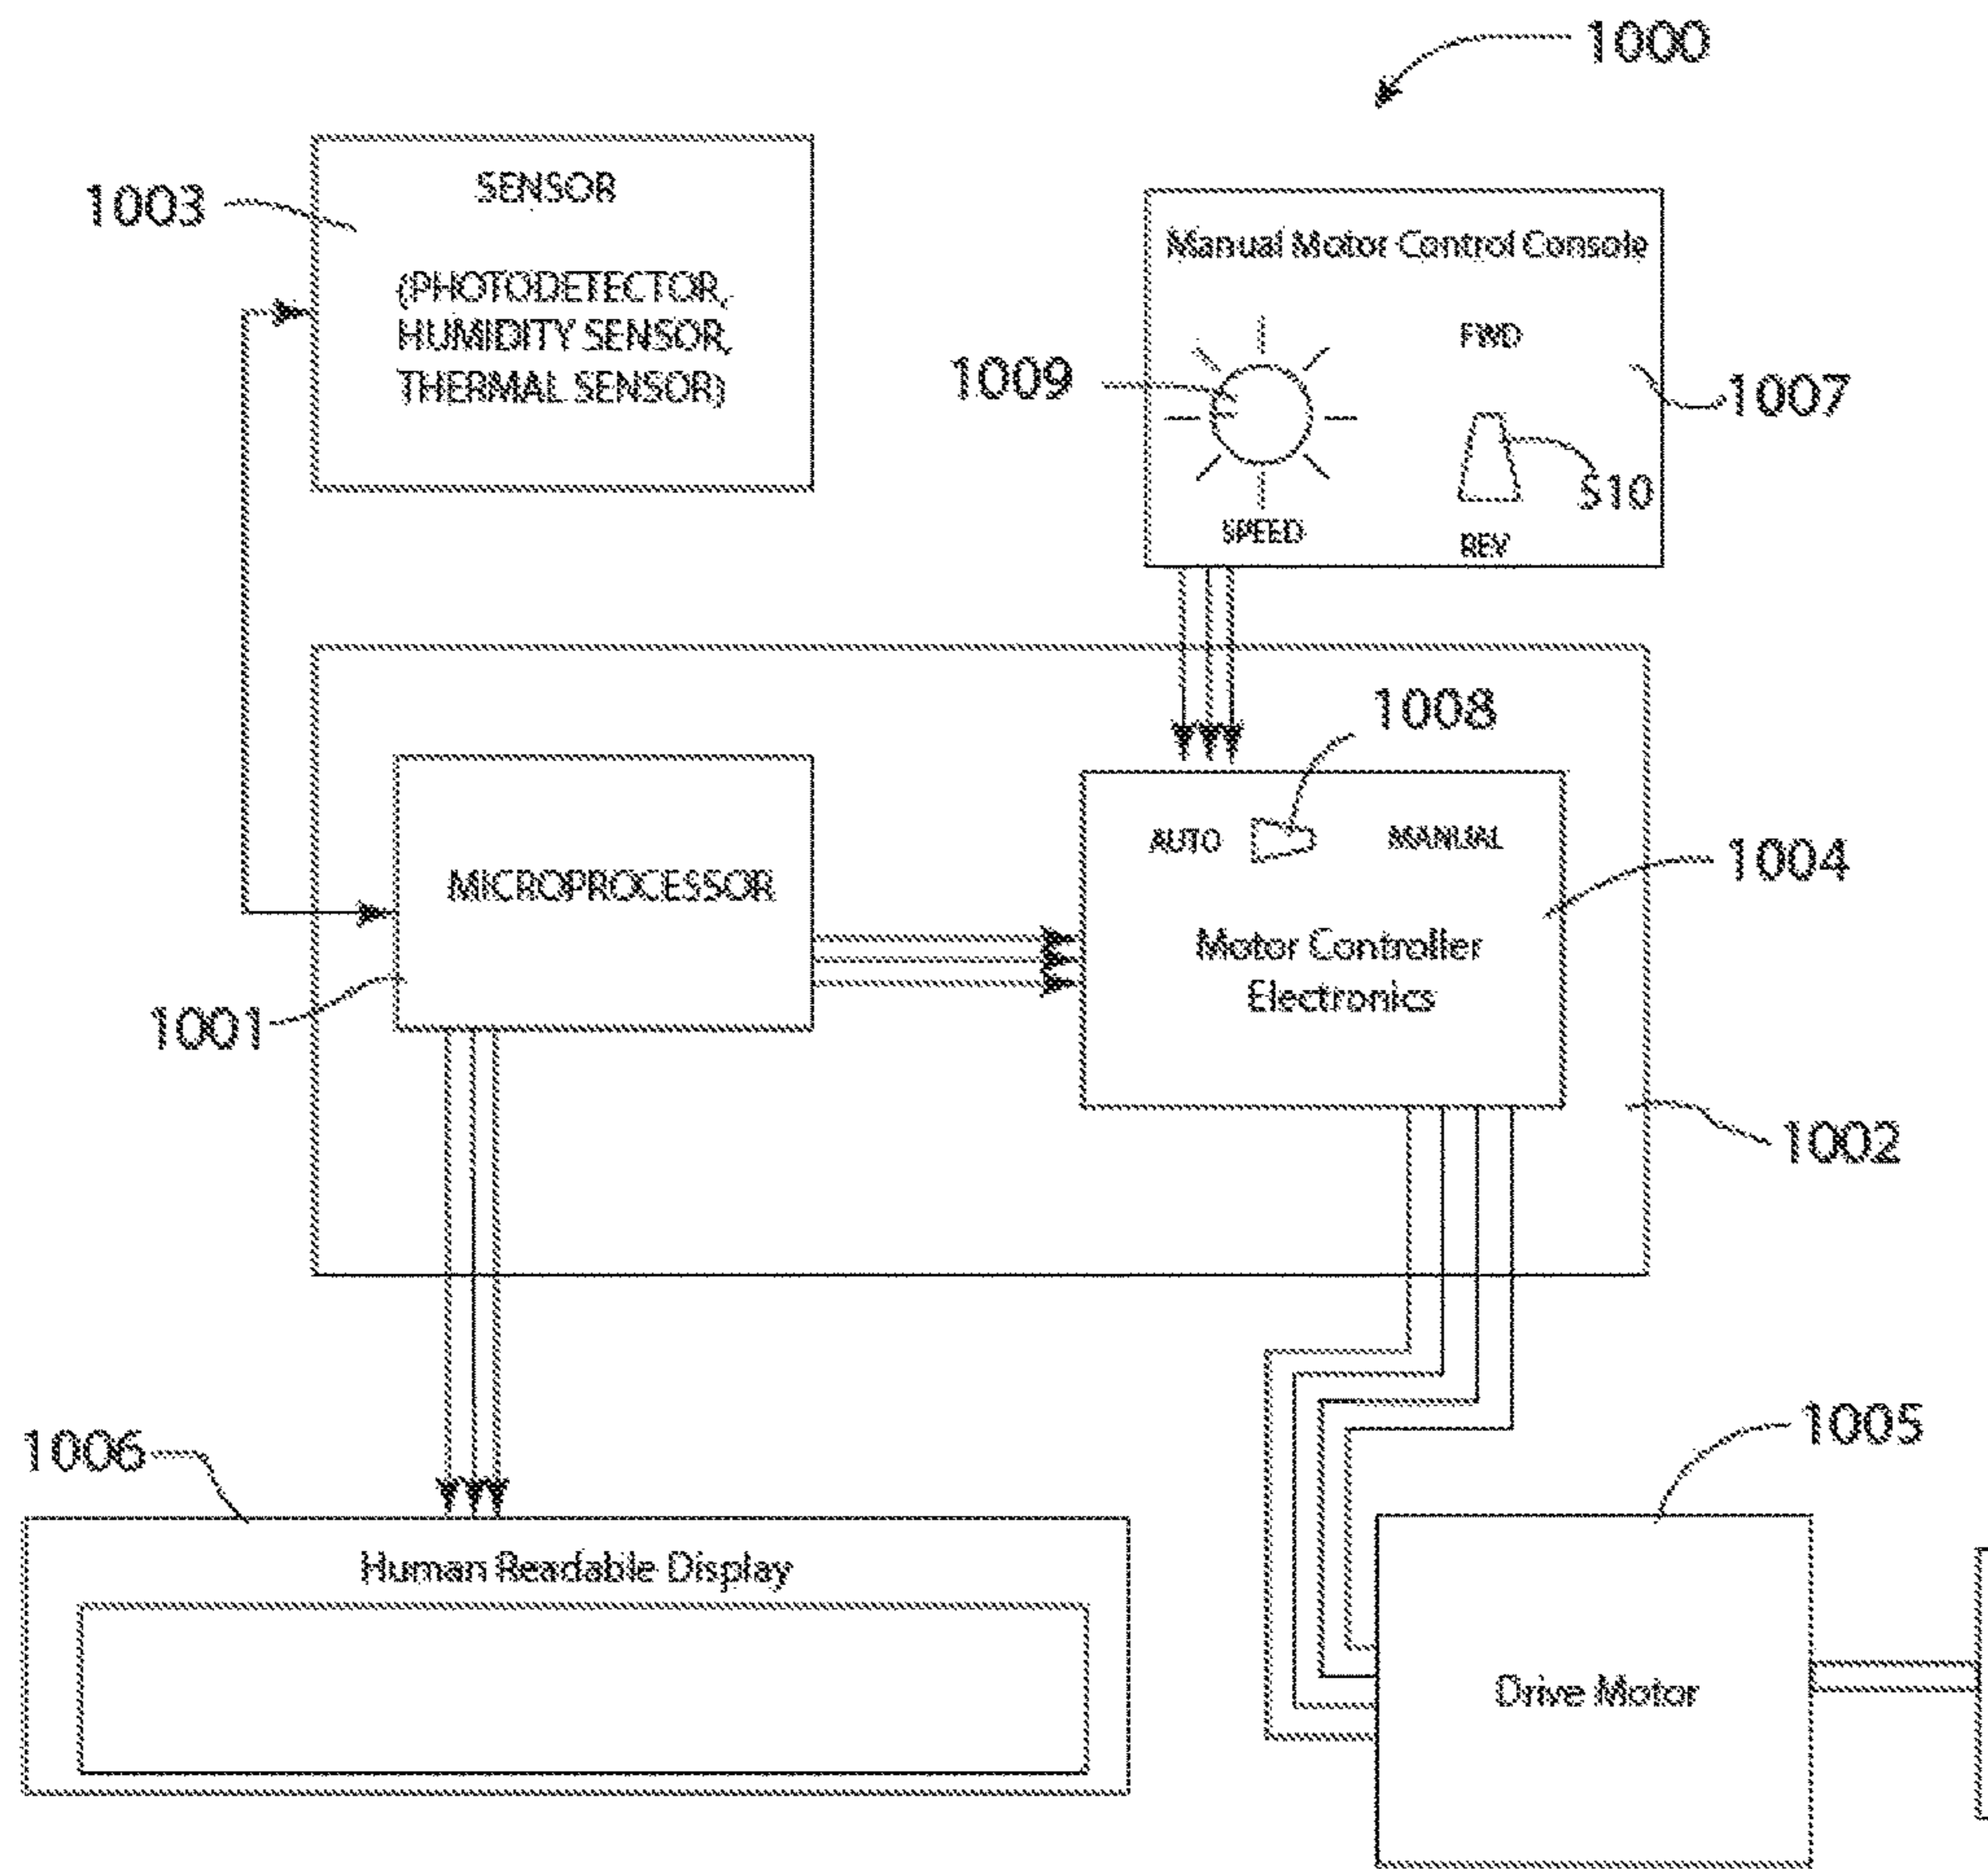 1000
1003
SENSOR
(PHOTODETECTOR,
HUMIDITY SENSOR,
THERMAL SENSOR)
Manual Motor Control Console
1009
FWD
1007
S10
SPEED
REV
1008
AUTO
MANUAL
1004
MICROPROCESSOR
Motor Controller
Electronics
1001
1002
1006
1005
Human Readable Display
Drive Motor